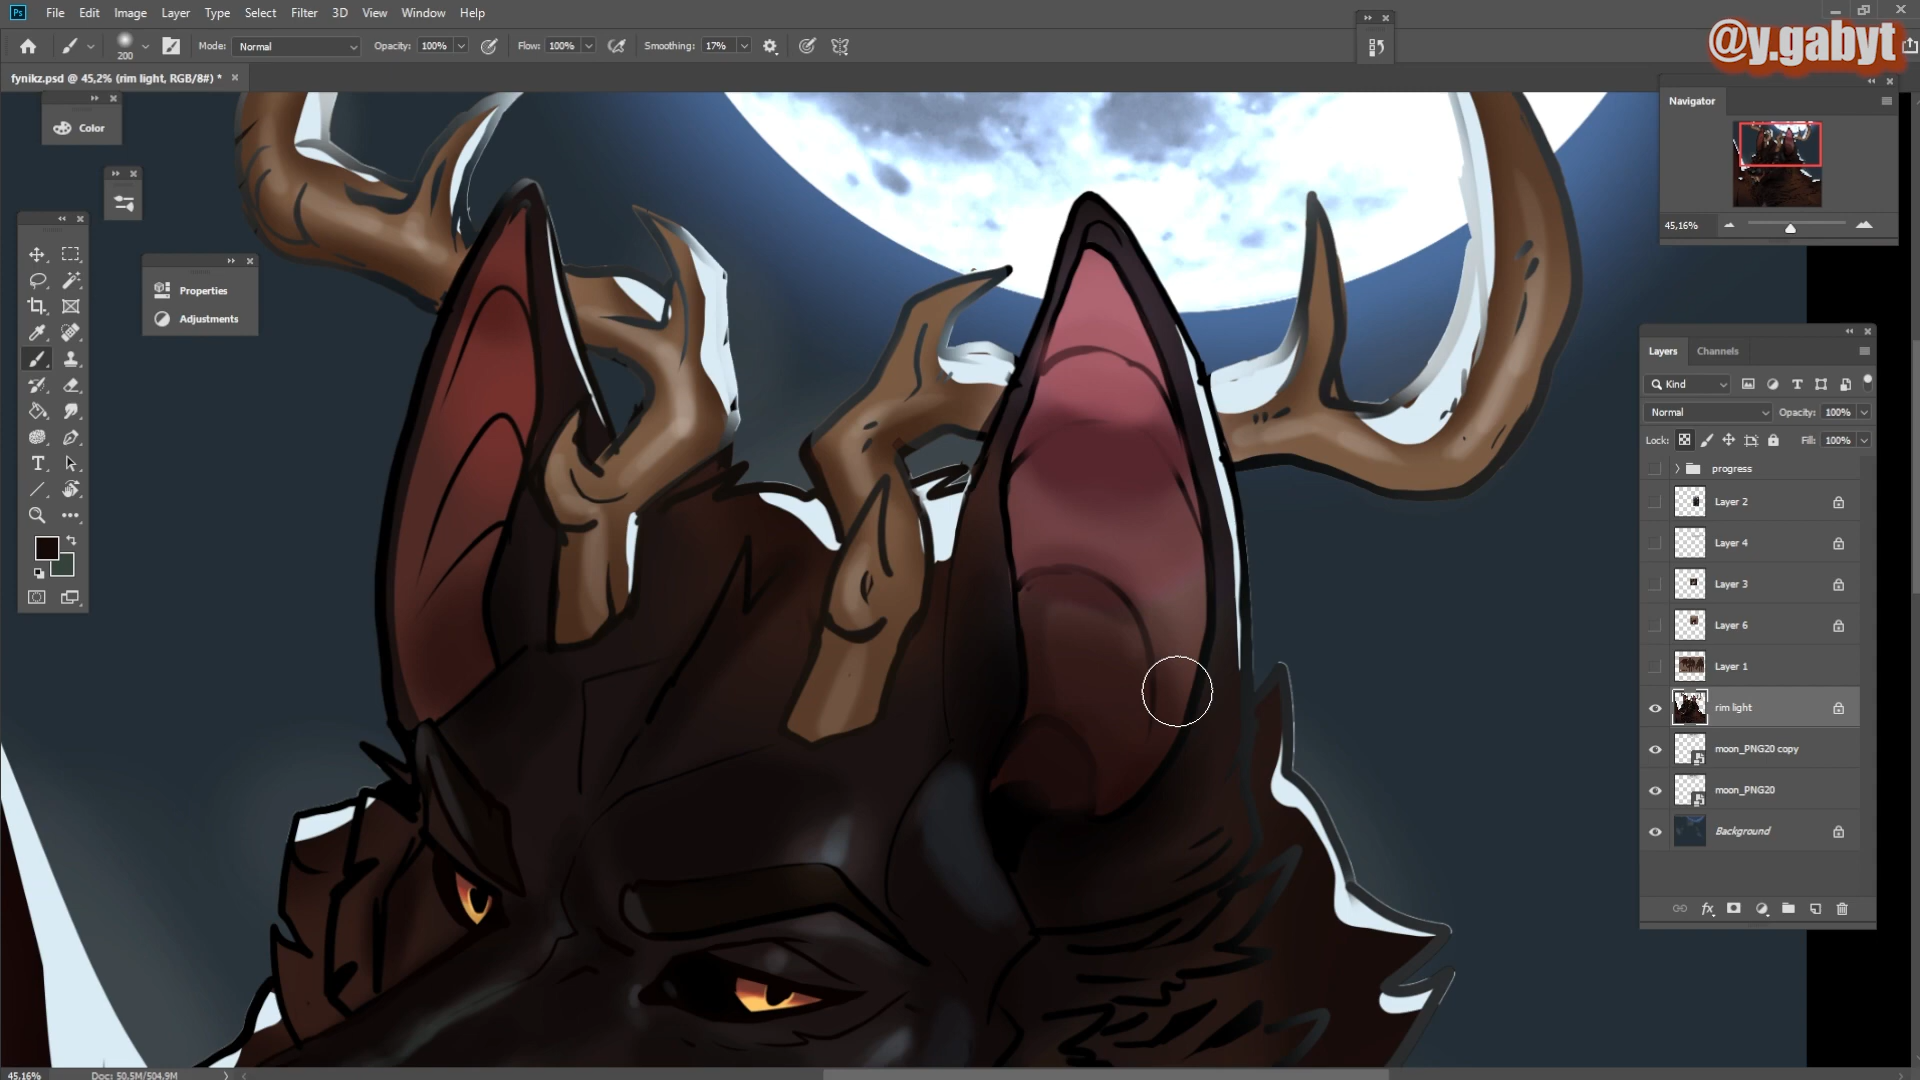 Ps File Edit Image Layer Type Select Filter 3D View Window Help
@y.gabyt
200 Mode: Normal Opacity: 100% Flow: 100% Smoothing: 17%
fynikz.psd @ 45,2% (rim light, RGB/8#) * ×
Color
Navigator
45,16%
Properties
Adjustments
Layers Channels
Kind
Normal Opacity: 100%
Lock: Fill: 100%
progress
Layer 2
Layer 4
Layer 3
Layer 6
Layer 1
rim light
moon_PNG20 copy
moon_PNG20
Background
fx
45,16% Doc: 50,5M/504,9M